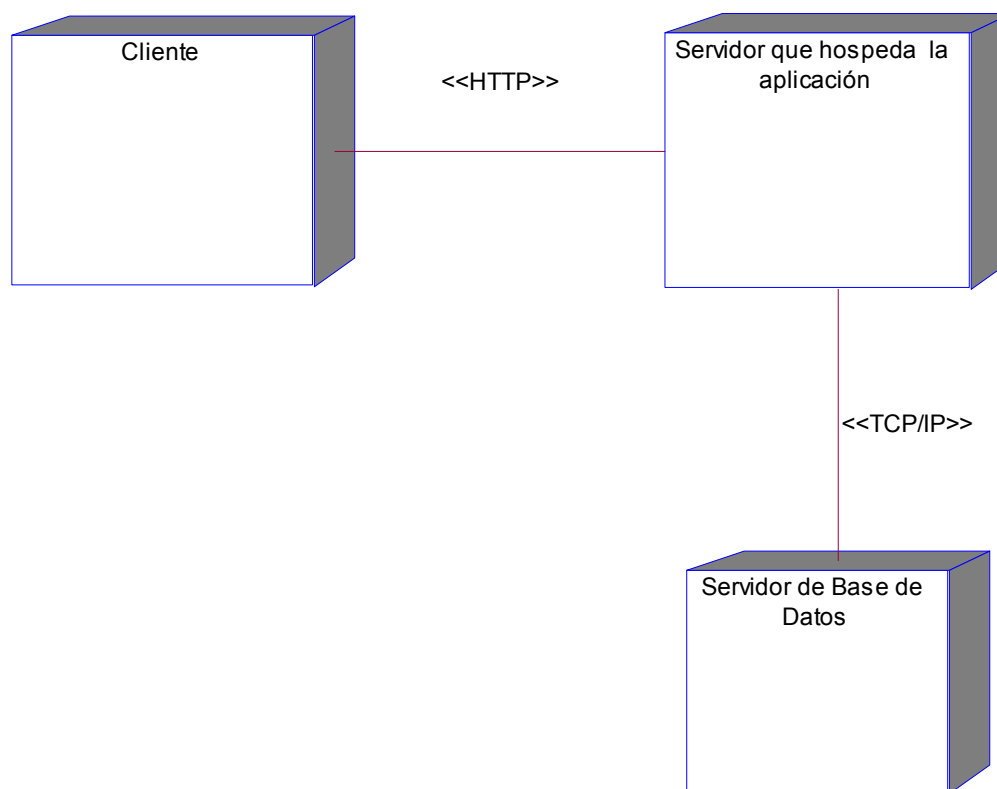 Cliente
<<HTTP>>
Servidor que hospeda la
aplicación
<<TCP/IP>>
Servidor de Base de
Datos